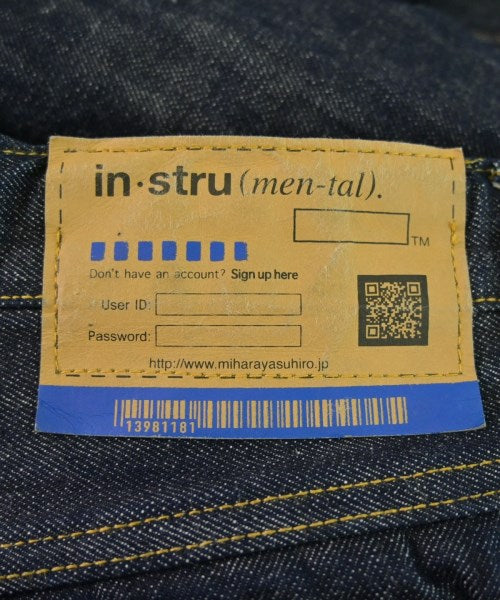 in·stru(men-tal).
TM
Don't have an account? Sign up here
User ID:
Password:
http://www.miharayasuhiro.jp
13981181